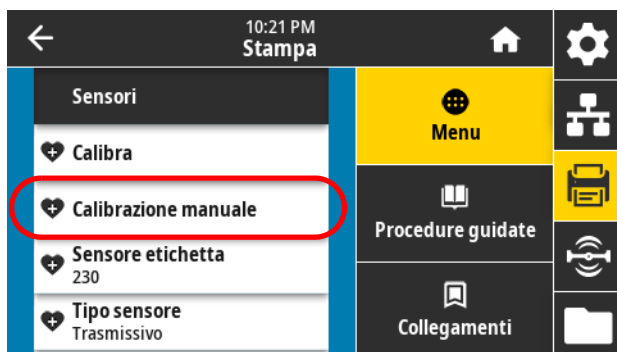 10:21 PM
Stampa
Sensori
Calibra
Calibrazione manuale
Sensore etichetta
230
Tipo sensore
Trasmissivo
Menu
Procedure guidate
Collegamenti